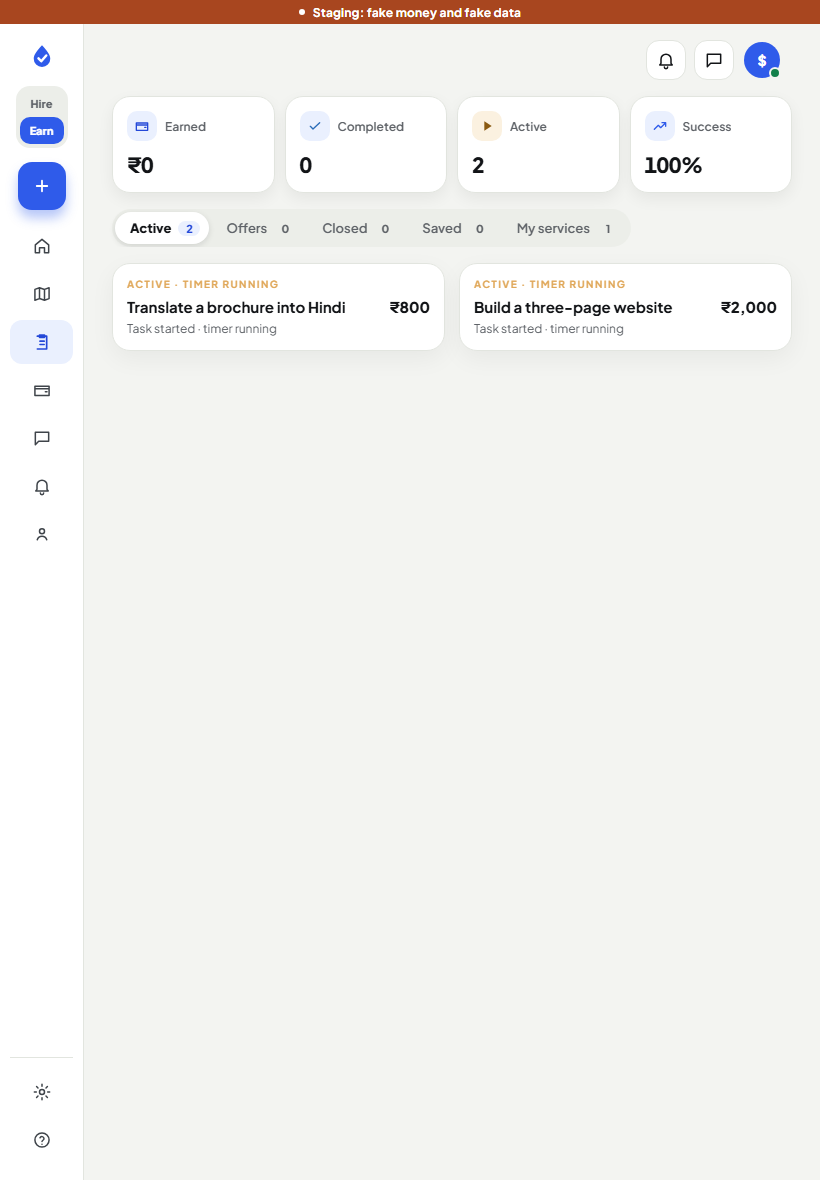 Staging: fake money and fake data
Hire
Earn
$
Earned
₹0
Completed
0
Active
2
Success
100%
Active 2
Offers 0
Closed 0
Saved 0
My services 1
ACTIVE · TIMER RUNNING
Translate a brochure into Hindi ₹800
Task started · timer running
ACTIVE · TIMER RUNNING
Build a three-page website ₹2,000
Task started · timer running